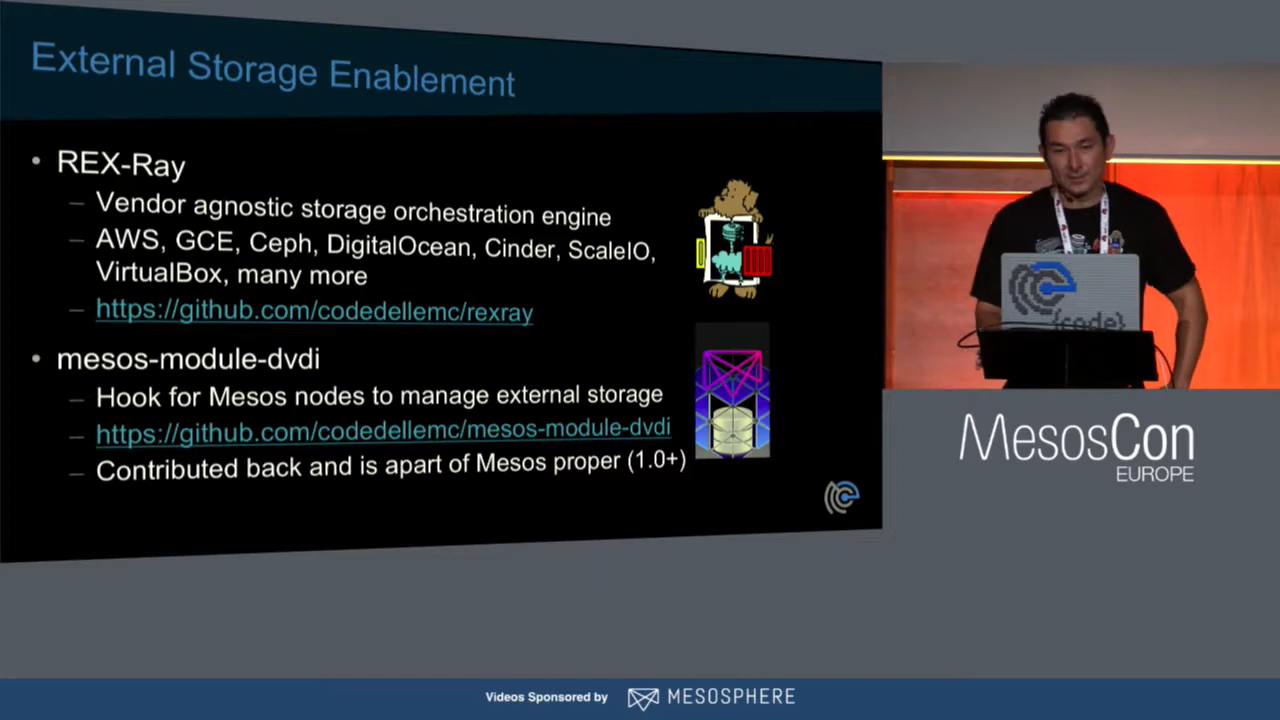 External Storage Enablement
• REX-Ray
– Vendor agnostic storage orchestration engine
– AWS, GCE, Ceph, DigitalOcean, Cinder, ScaleIO,
VirtualBox, many more
– https://github.com/codedellemc/rexray
• mesos-module-dvdi
– Hook for Mesos nodes to manage external storage
– https://github.com/codedellemc/mesos-module-dvdi
– Contributed back and is apart of Mesos proper (1.0+)
{code}
MesosCon
EUROPE
Videos Sponsored by MESOSPHERE